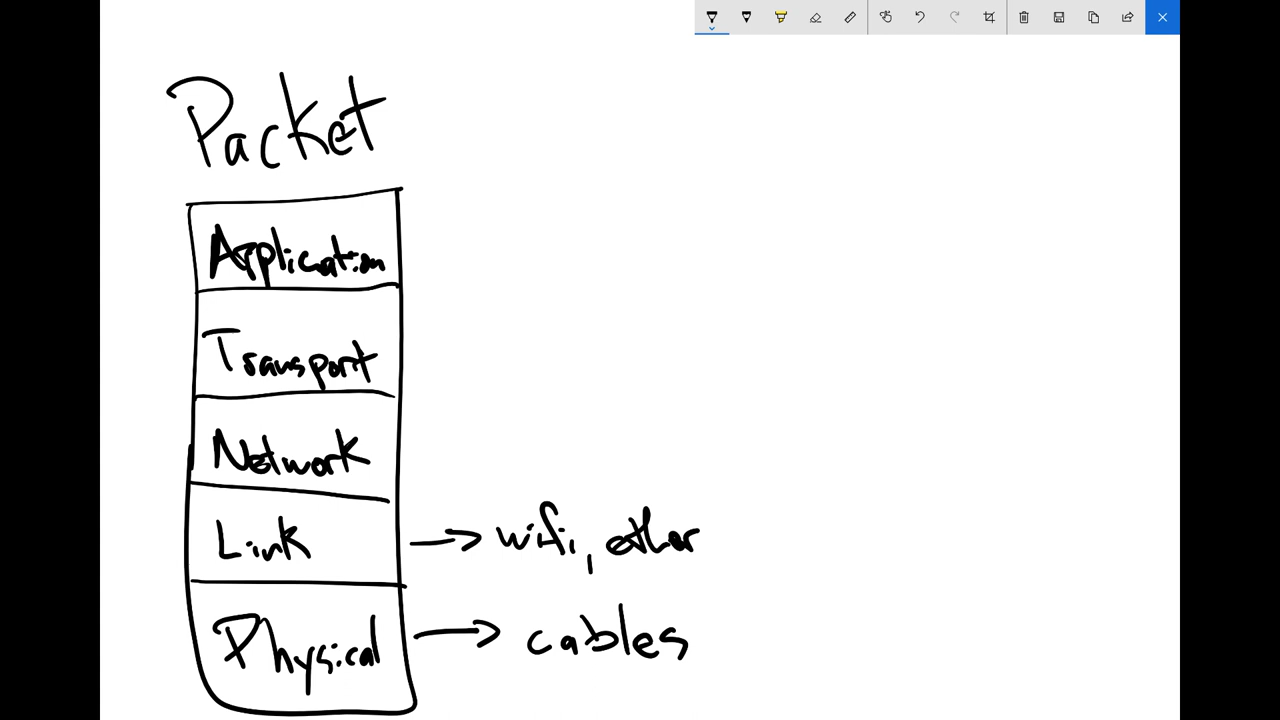 Packet
Application
Transport
Network
Link → wifi, ether
Physical → cables